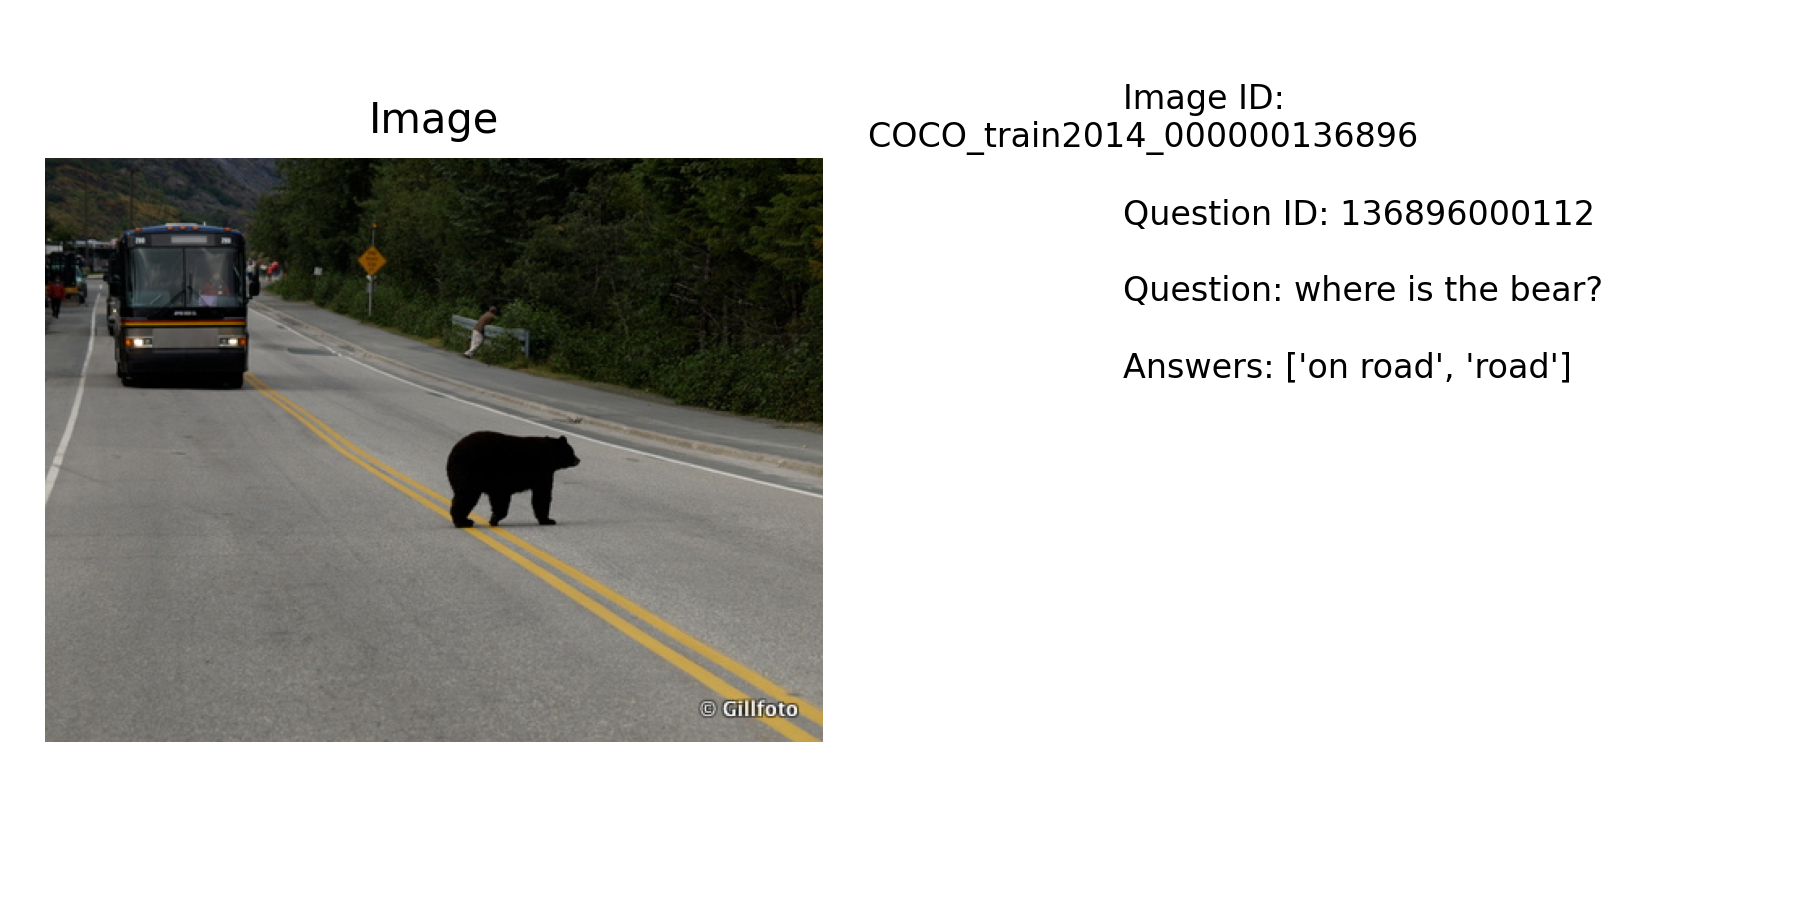 Image
Image ID:
COCO_train2014_000000136896
Question ID: 136896000112
Question: where is the bear?
Answers: ['on road', 'road']
© Gillfoto